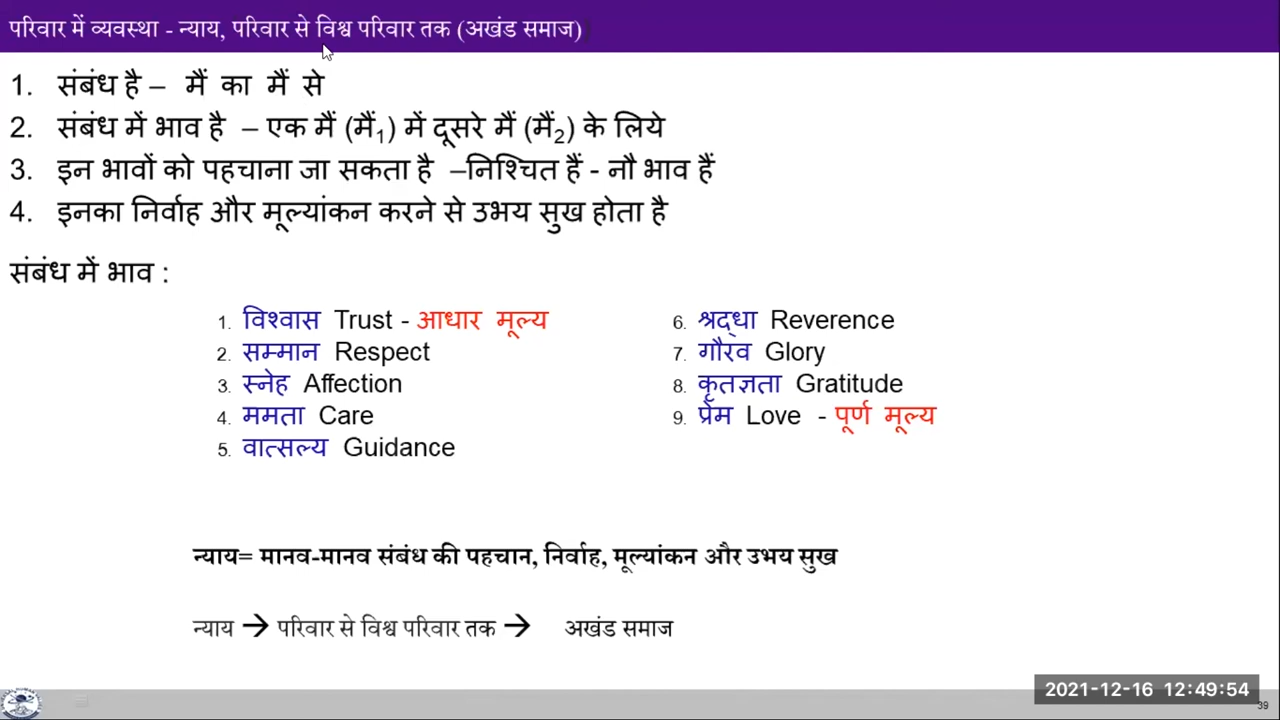 परिवार में व्यवस्था - न्याय, परिवार से विश्व परिवार तक (अखंड समाज)
1. संबंध है – मैं का मैं से
2. संबंध में भाव है – एक मैं (मैं1) में दूसरे मैं (मैं2) के लिये
3. इन भावों को पहचाना जा सकता है –निश्चित हैं - नौ भाव हैं
4. इनका निर्वाह और मूल्यांकन करने से उभय सुख होता है
संबंध में भाव :
1. विश्वास Trust - आधार मूल्य
2. सम्मान Respect
3. स्नेह Affection
4. ममता Care
5. वात्सल्य Guidance
6. श्रद्धा Reverence
7. गौरव Glory
8. कृतज्ञता Gratitude
9. प्रेम Love - पूर्ण मूल्य
न्याय= मानव-मानव संबंध की पहचान, निर्वाह, मूल्यांकन और उभय सुख
न्याय → परिवार से विश्व परिवार तक → अखंड समाज
2021-12-16 12:49:54
39